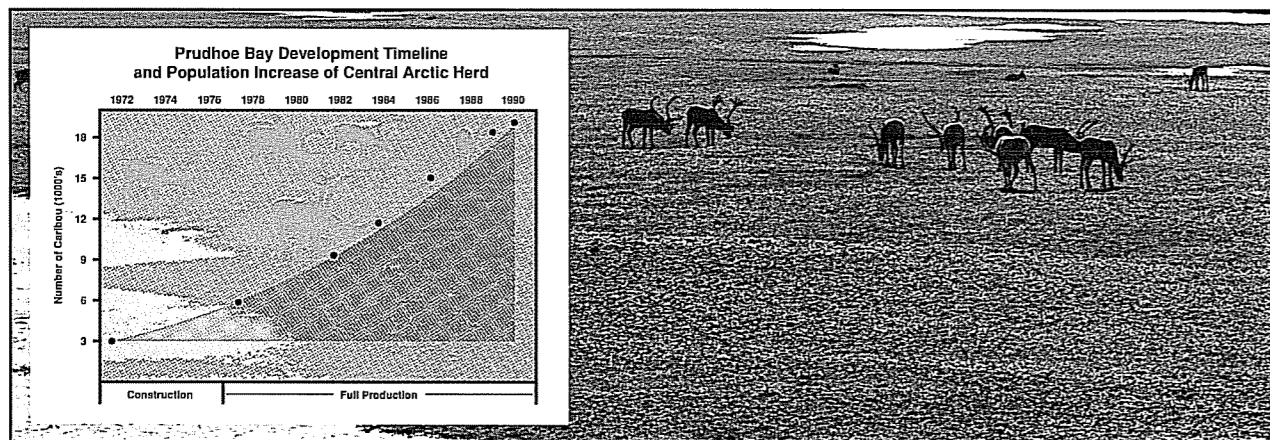 Prudhoe Bay Development Timeline
and Population Increase of Central Arctic Herd
1972 1974 1976 1978 1980 1982 1984 1986 1988 1990
Number of Caribou (1000's)
18
15
12
9
6
3
Construction
Full Production